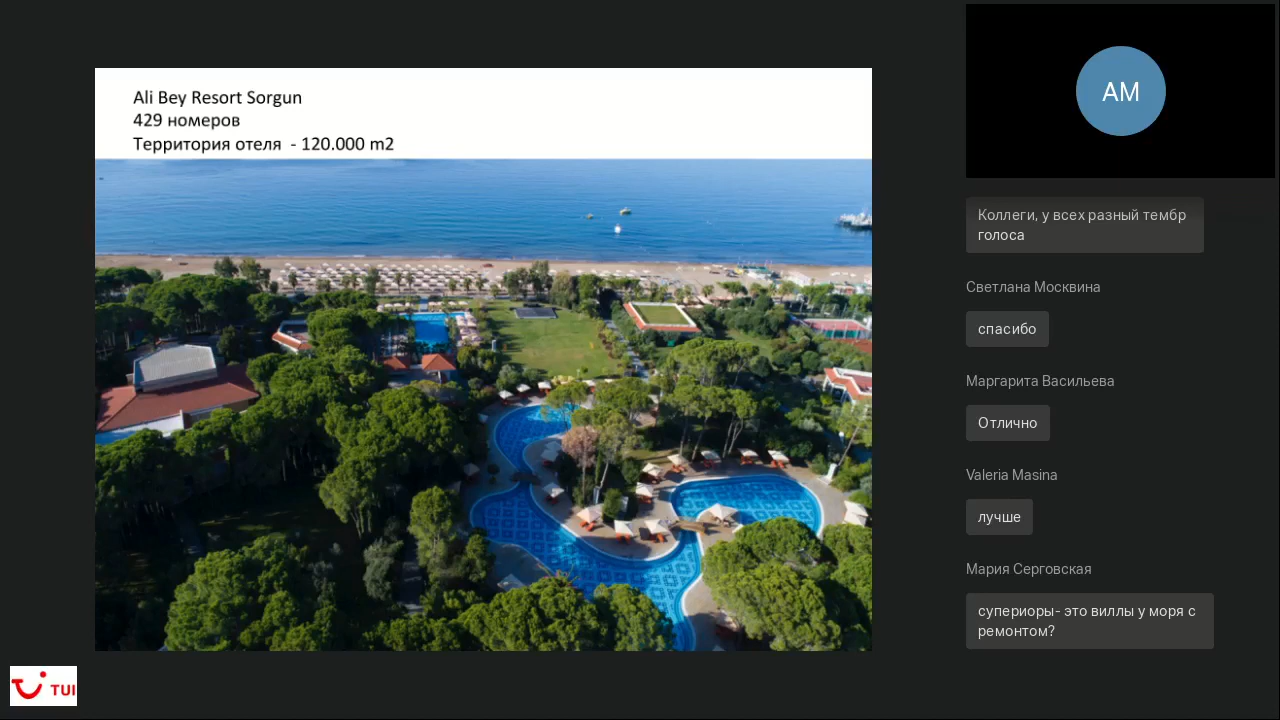 Ali Bey Resort Sorgun
429 номеров
Территория отеля - 120.000 m2
AM
Коллеги, у всех разный тембр
голоса
Светлана Москвина
спасибо
Маргарита Васильева
Отлично
Valeria Masina
лучше
Мария Серговская
супериоры- это виллы у моря с
ремонтом?
TUI